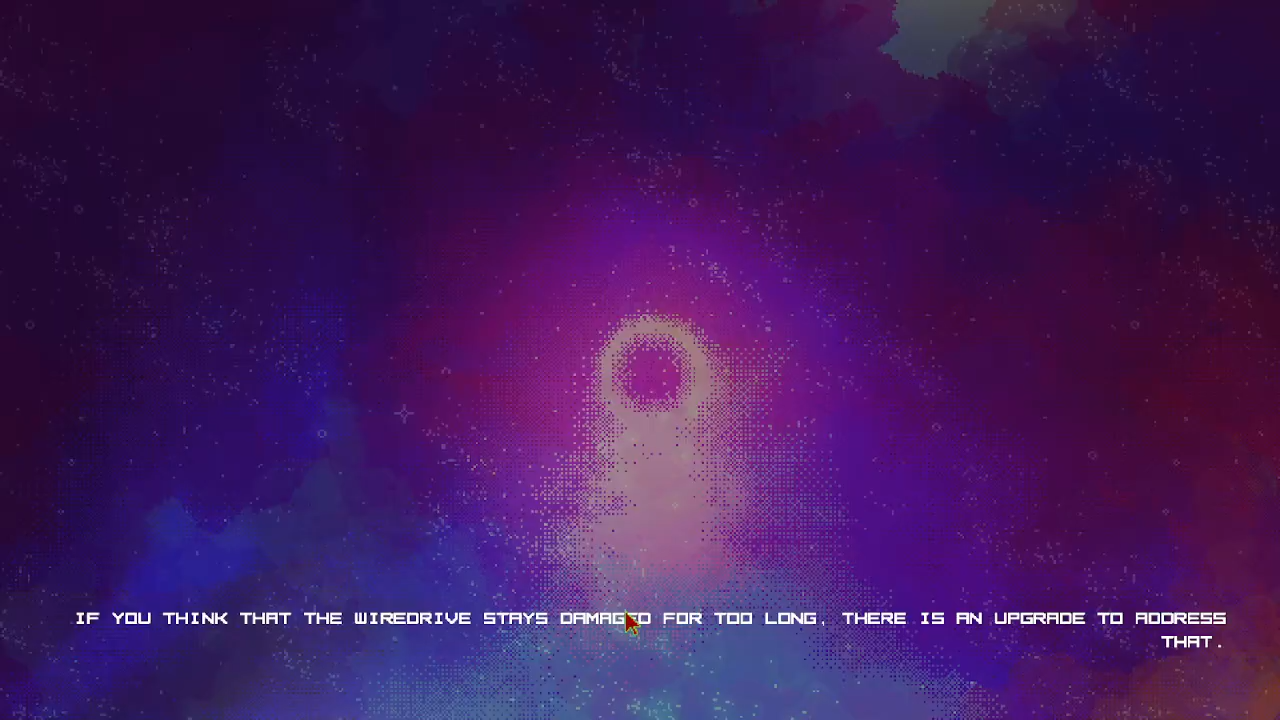 IF YOU THINK THAT THE WIREDRIVE STAYS DAMAGED FOR TOO LONG, THERE IS AN UPGRADE TO ADDRESS
THAT.